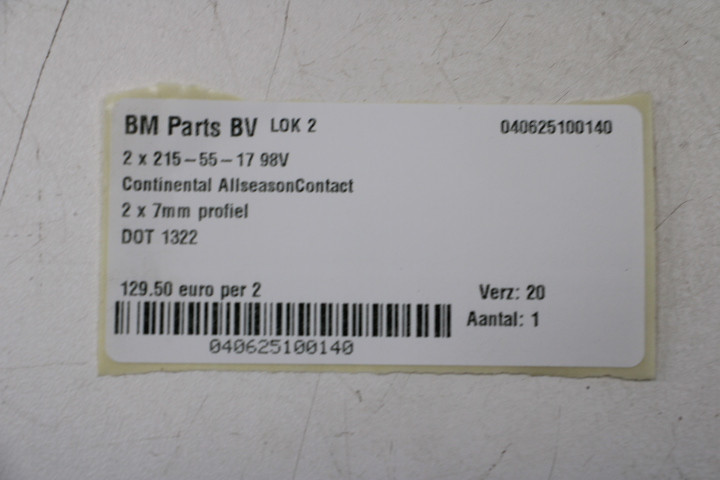 BM Parts BV LOK 2 040625100140
2 x 215-55-17 98V
Continental AllseasonContact
2 x 7mm profiel
DOT 1322
129.50 euro per 2 Verz: 20
Aantal: 1
040625100140